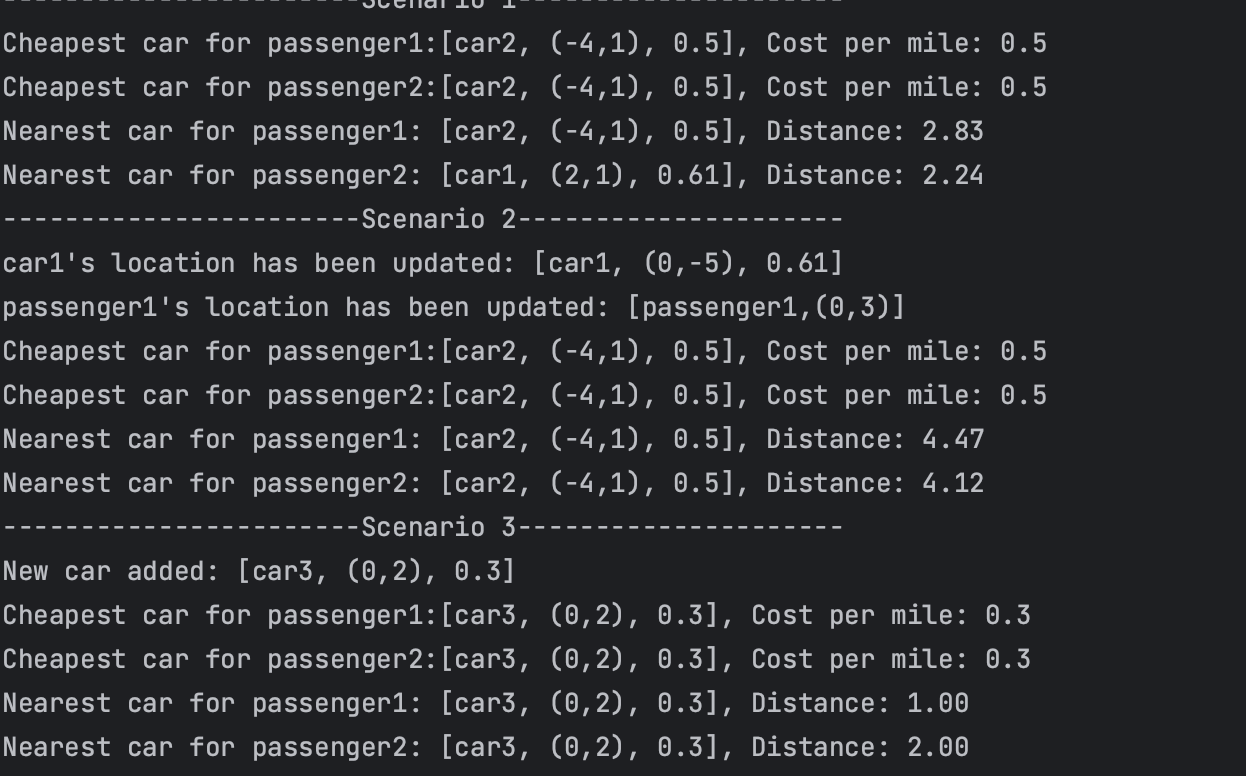 -----------------------Scenario 1---------------------
Cheapest car for passenger1:[car2, (-4,1), 0.5], Cost per mile: 0.5
Cheapest car for passenger2:[car2, (-4,1), 0.5], Cost per mile: 0.5
Nearest car for passenger1: [car2, (-4,1), 0.5], Distance: 2.83
Nearest car for passenger2: [car1, (2,1), 0.61], Distance: 2.24
-----------------------Scenario 2---------------------
car1's location has been updated: [car1, (0,-5), 0.61]
passenger1's location has been updated: [passenger1,(0,3)]
Cheapest car for passenger1:[car2, (-4,1), 0.5], Cost per mile: 0.5
Cheapest car for passenger2:[car2, (-4,1), 0.5], Cost per mile: 0.5
Nearest car for passenger1: [car2, (-4,1), 0.5], Distance: 4.47
Nearest car for passenger2: [car2, (-4,1), 0.5], Distance: 4.12
-----------------------Scenario 3---------------------
New car added: [car3, (0,2), 0.3]
Cheapest car for passenger1:[car3, (0,2), 0.3], Cost per mile: 0.3
Cheapest car for passenger2:[car3, (0,2), 0.3], Cost per mile: 0.3
Nearest car for passenger1: [car3, (0,2), 0.3], Distance: 1.00
Nearest car for passenger2: [car3, (0,2), 0.3], Distance: 2.00